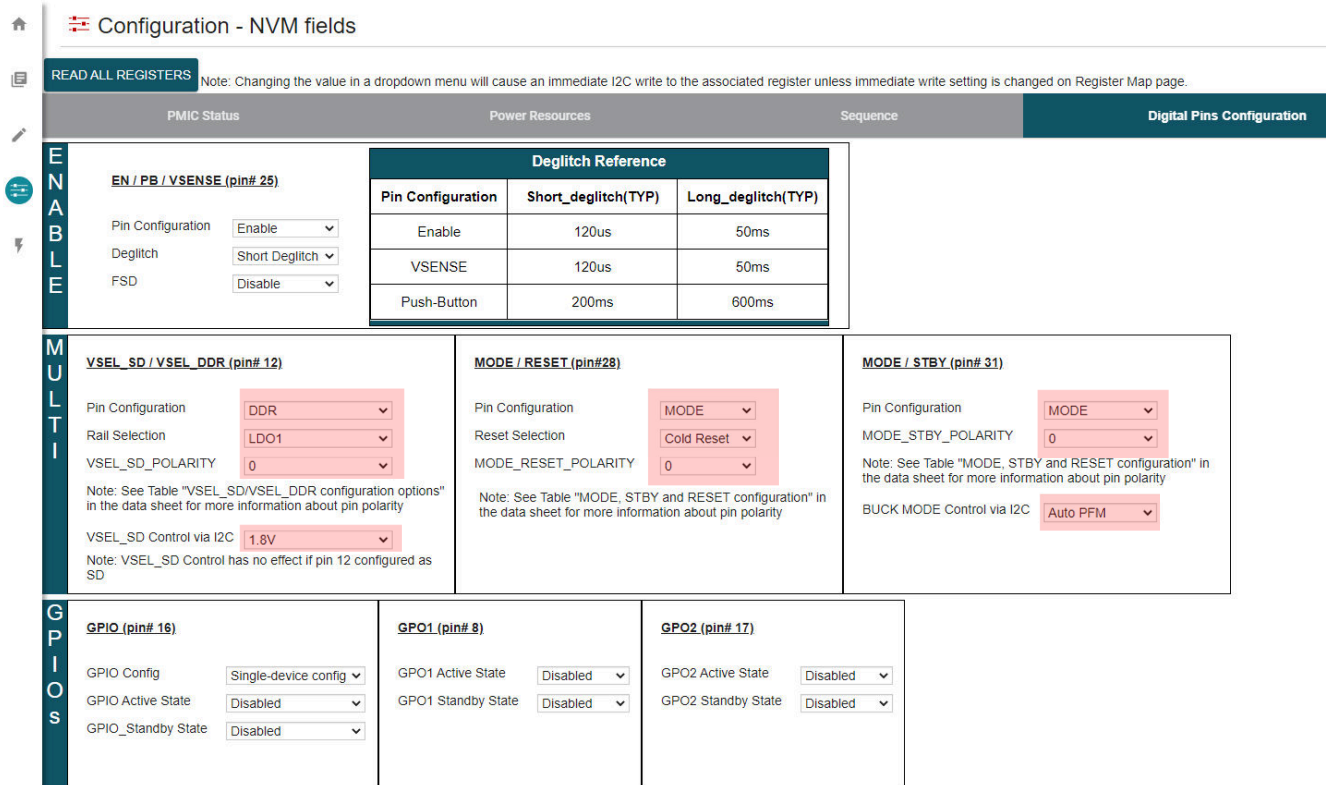 Configuration - NVM fields
READ ALL REGISTERS
Note: Changing the value in a dropdown menu will cause an immediate I2C write to the associated register unless immediate write setting is changed on Register Map page.
PMIC Status
Power Resources
Sequence
Digital Pins Configuration
ENABLE
EN / PB / VSENSE (pin# 25)
Pin Configuration Enable
Deglitch Short Deglitch
FSD Disable
Deglitch Reference
Pin Configuration Short_deglitch(TYP) Long_deglitch(TYP)
Enable 120us 50ms
VSENSE 120us 50ms
Push-Button 200ms 600ms
MULTI
VSEL_SD / VSEL_DDR (pin# 12)
Pin Configuration DDR
Rail Selection LDO1
VSEL_SD_POLARITY 0
Note: See Table "VSEL_SD/VSEL_DDR configuration options"
in the data sheet for more information about pin polarity
VSEL_SD Control via I2C 1.8V
Note: VSEL_SD Control has no effect if pin 12 configured as
SD
MODE / RESET (pin#28)
Pin Configuration MODE
Reset Selection Cold Reset
MODE_RESET_POLARITY 0
Note: See Table "MODE, STBY and RESET configuration" in
the data sheet for more information about pin polarity
MODE / STBY (pin# 31)
Pin Configuration MODE
MODE_STBY_POLARITY 0
Note: See Table "MODE, STBY and RESET configuration" in
the data sheet for more information about pin polarity
BUCK MODE Control via I2C Auto PFM
GPIOs
GPIO (pin# 16)
GPIO Config Single-device config
GPIO Active State Disabled
GPIO_Standby State Disabled
GPO1 (pin# 8)
GPO1 Active State Disabled
GPO1 Standby State Disabled
GPO2 (pin# 17)
GPO2 Active State Disabled
GPO2 Standby State Disabled